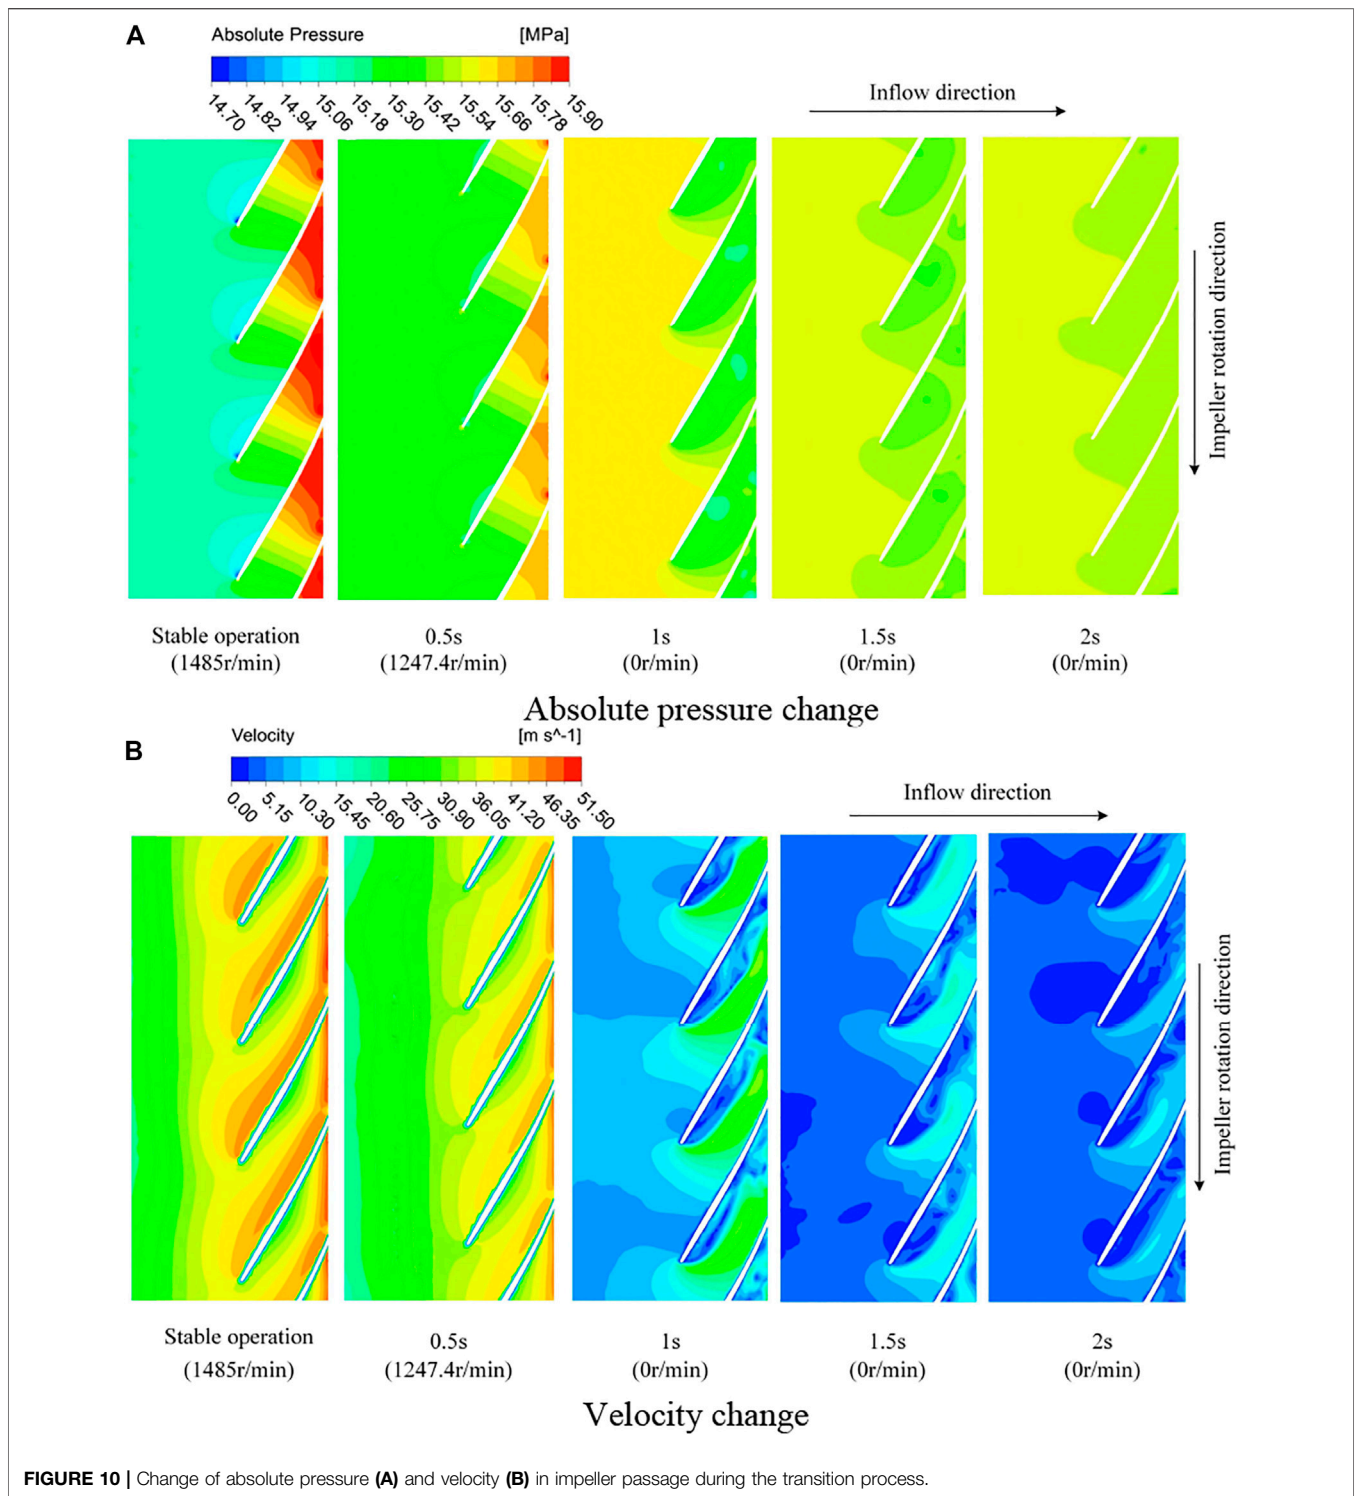 A
Absolute Pressure [MPa]
14.70 14.82 14.94 15.06 15.18 15.30 15.42 15.54 15.66 15.78 15.90
Inflow direction
Impeller rotation direction
Stable operation 0.5s 1s 1.5s 2s
(1485r/min) (1247.4r/min) (0r/min) (0r/min) (0r/min)
Absolute pressure change
B
Velocity [m s^-1]
0.00 5.15 10.30 15.45 20.60 25.75 30.90 36.05 41.20 46.35 51.50
Inflow direction
Impeller rotation direction
Stable operation 0.5s 1s 1.5s 2s
(1485r/min) (1247.4r/min) (0r/min) (0r/min) (0r/min)
Velocity change
FIGURE 10 | Change of absolute pressure (A) and velocity (B) in impeller passage during the transition process.